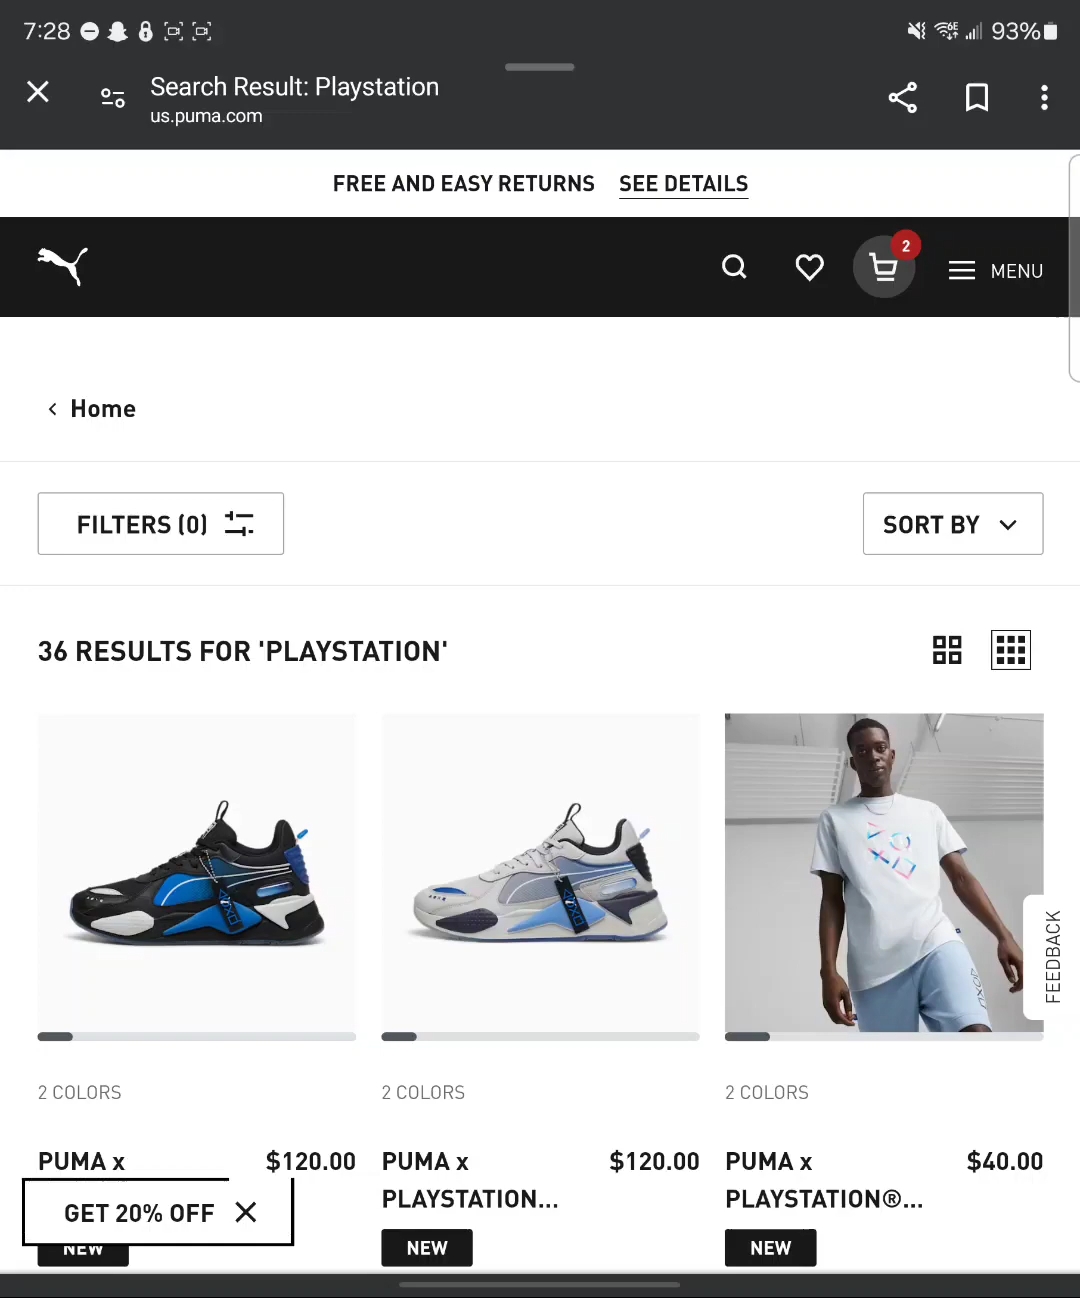 7:28
93%
Search Result: Playstation
us.puma.com
FREE AND EASY RETURNS SEE DETAILS
2
MENU
Home
FILTERS (0)
SORT BY
36 RESULTS FOR 'PLAYSTATION'
FEEDBACK
2 COLORS
2 COLORS
2 COLORS
PUMA x $120.00
PUMA x $120.00
PLAYSTATION...
PUMA x $40.00
PLAYSTATION®...
GET 20% OFF
NEW
NEW
NEW